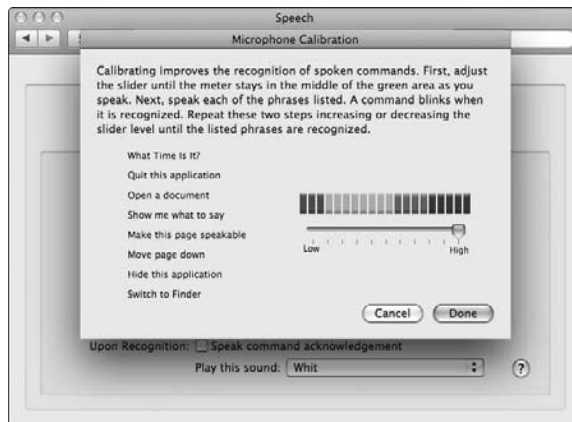 Speech
Microphone Calibration
Calibrating improves the recognition of spoken commands. First, adjust
the slider until the meter stays in the middle of the green area as you
speak. Next, speak each of the phrases listed. A command blinks when
it is recognized. Repeat these two steps increasing or decreasing the
slider level until the listed phrases are recognized.
What Time Is It?
Quit this application
Open a document
Show me what to say
Make this page speakable
Move page down
Hide this application
Switch to Finder
Low
High
Cancel
Done
Upon Recognition: Speak command acknowledgement
Play this sound: Whit
?